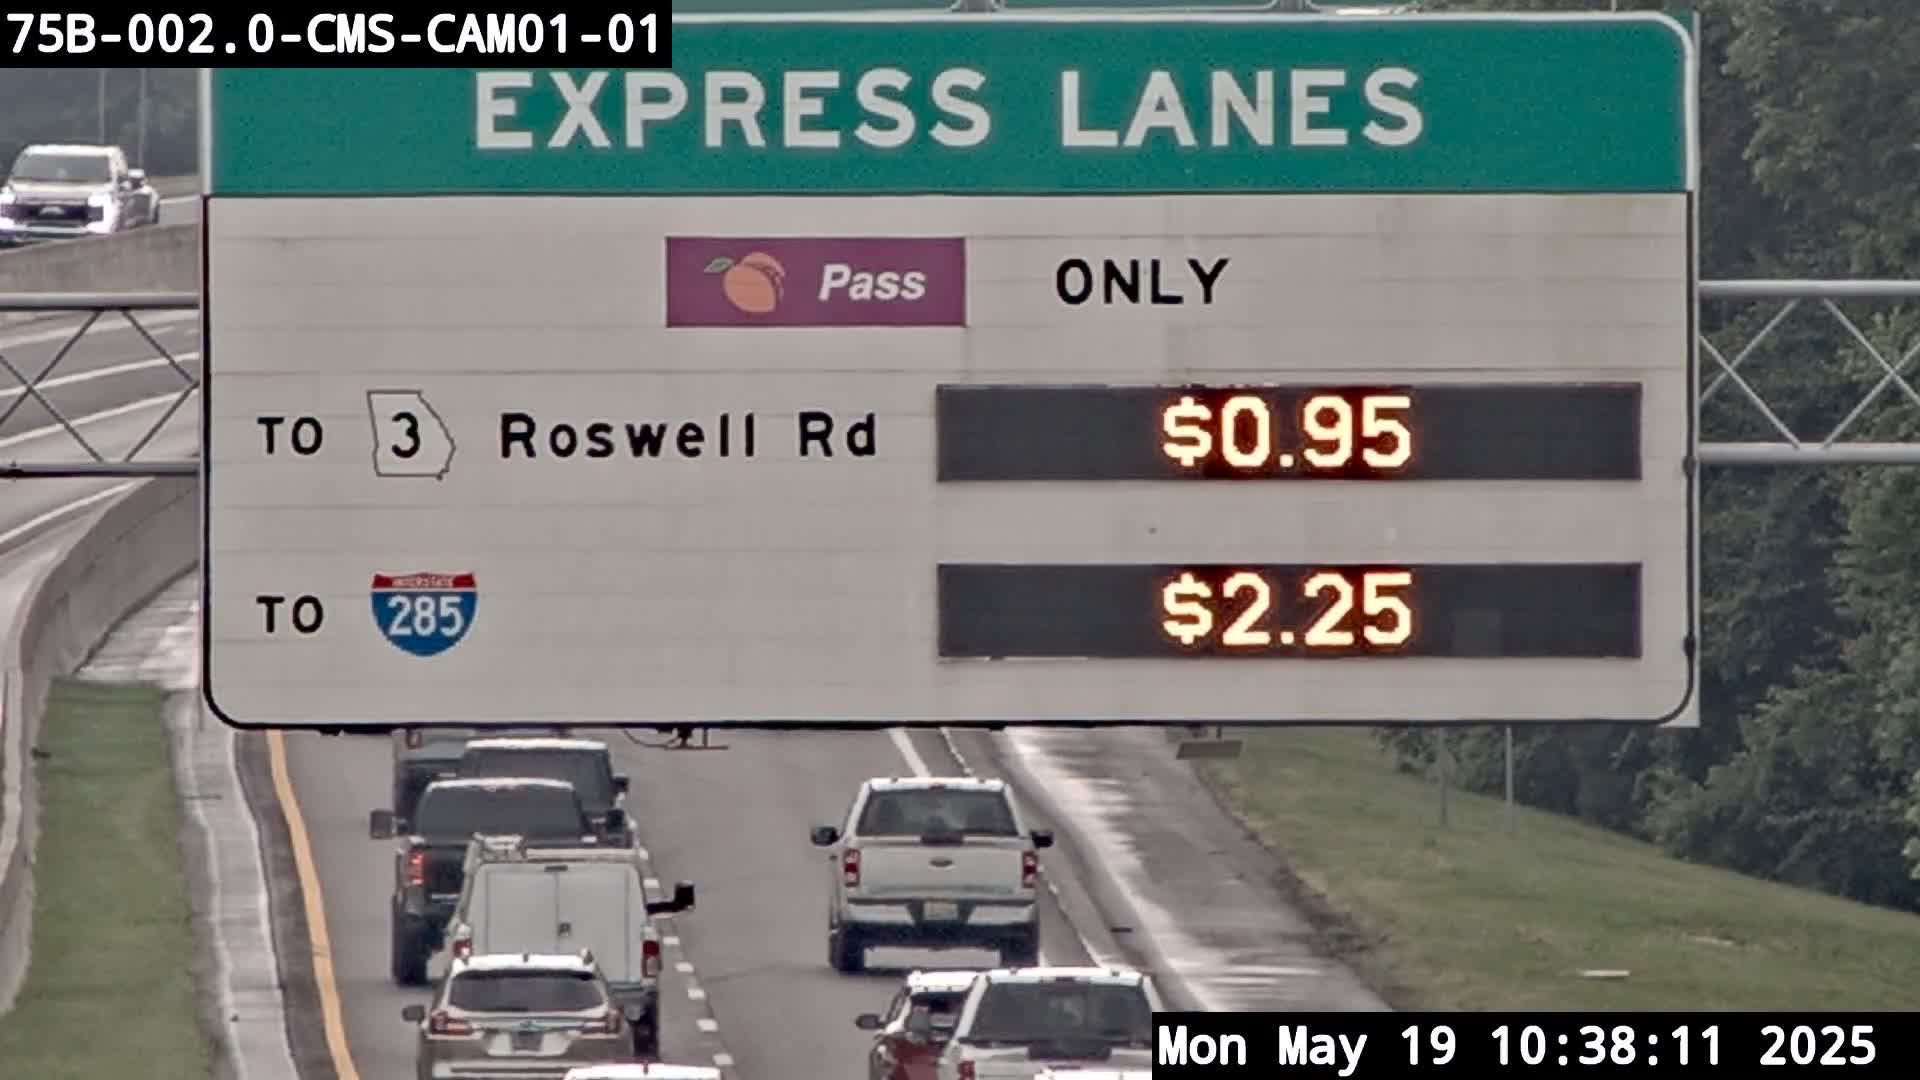 75B-002.0-CMS-CAM01-01
EXPRESS LANES
Pass ONLY
TO 3 Roswell Rd $0.95
INTERSTATE
TO 285 $2.25
Mon May 19 10:38:11 2025